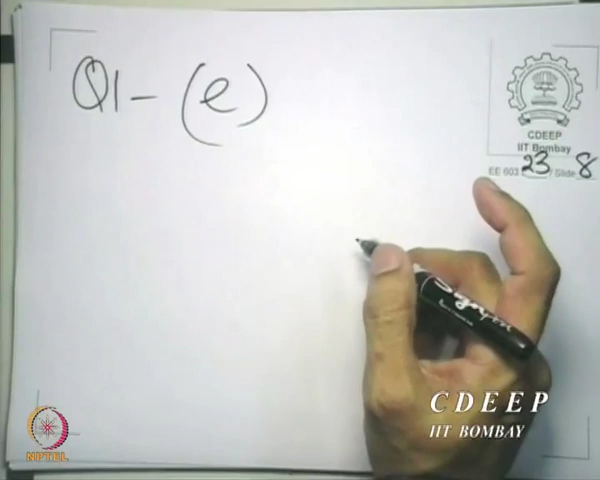 Q1 - (e)
CDEEP
IIT Bombay
EE 603 L 23 / Slide 8
CDEEP
IIT BOMBAY
NPTEL